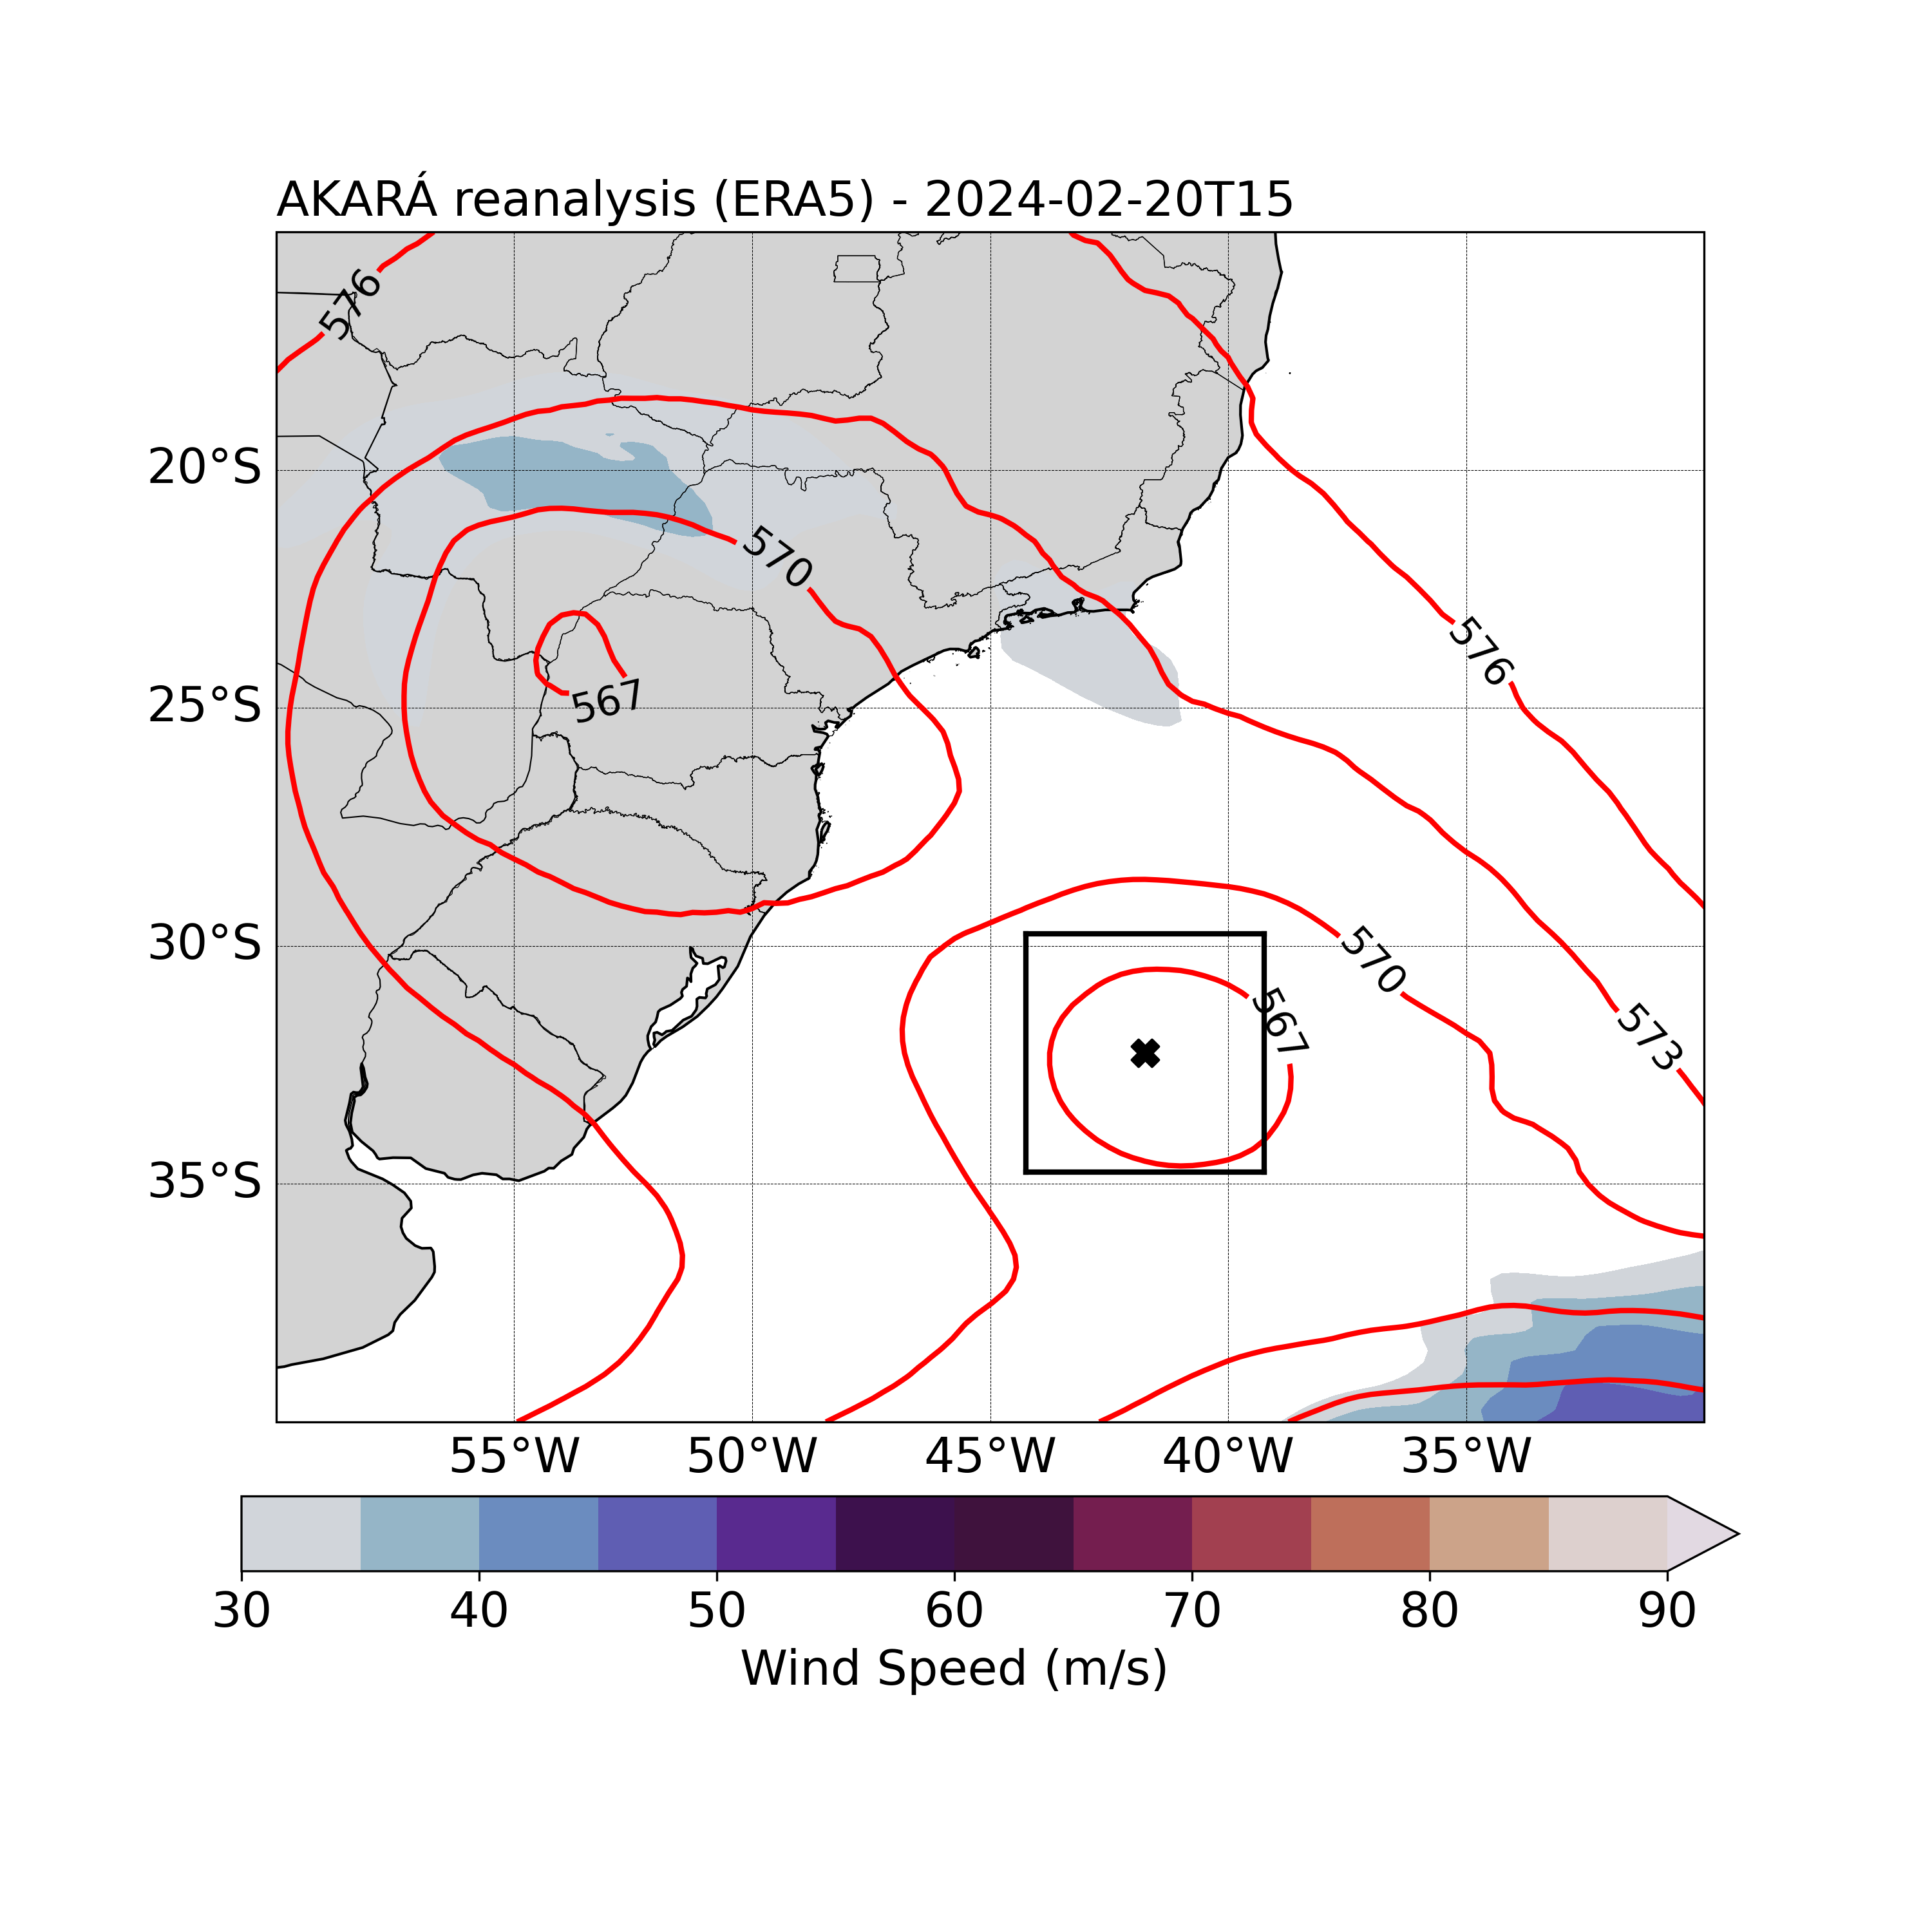 AKARÁ reanalysis (ERA5) - 2024-02-20T15
576
20°S
570
576
25°S
567
30°S
570
567
573
35°S
55°W 50°W 45°W 40°W 35°W
30 40 50 60 70 80 90
Wind Speed (m/s)